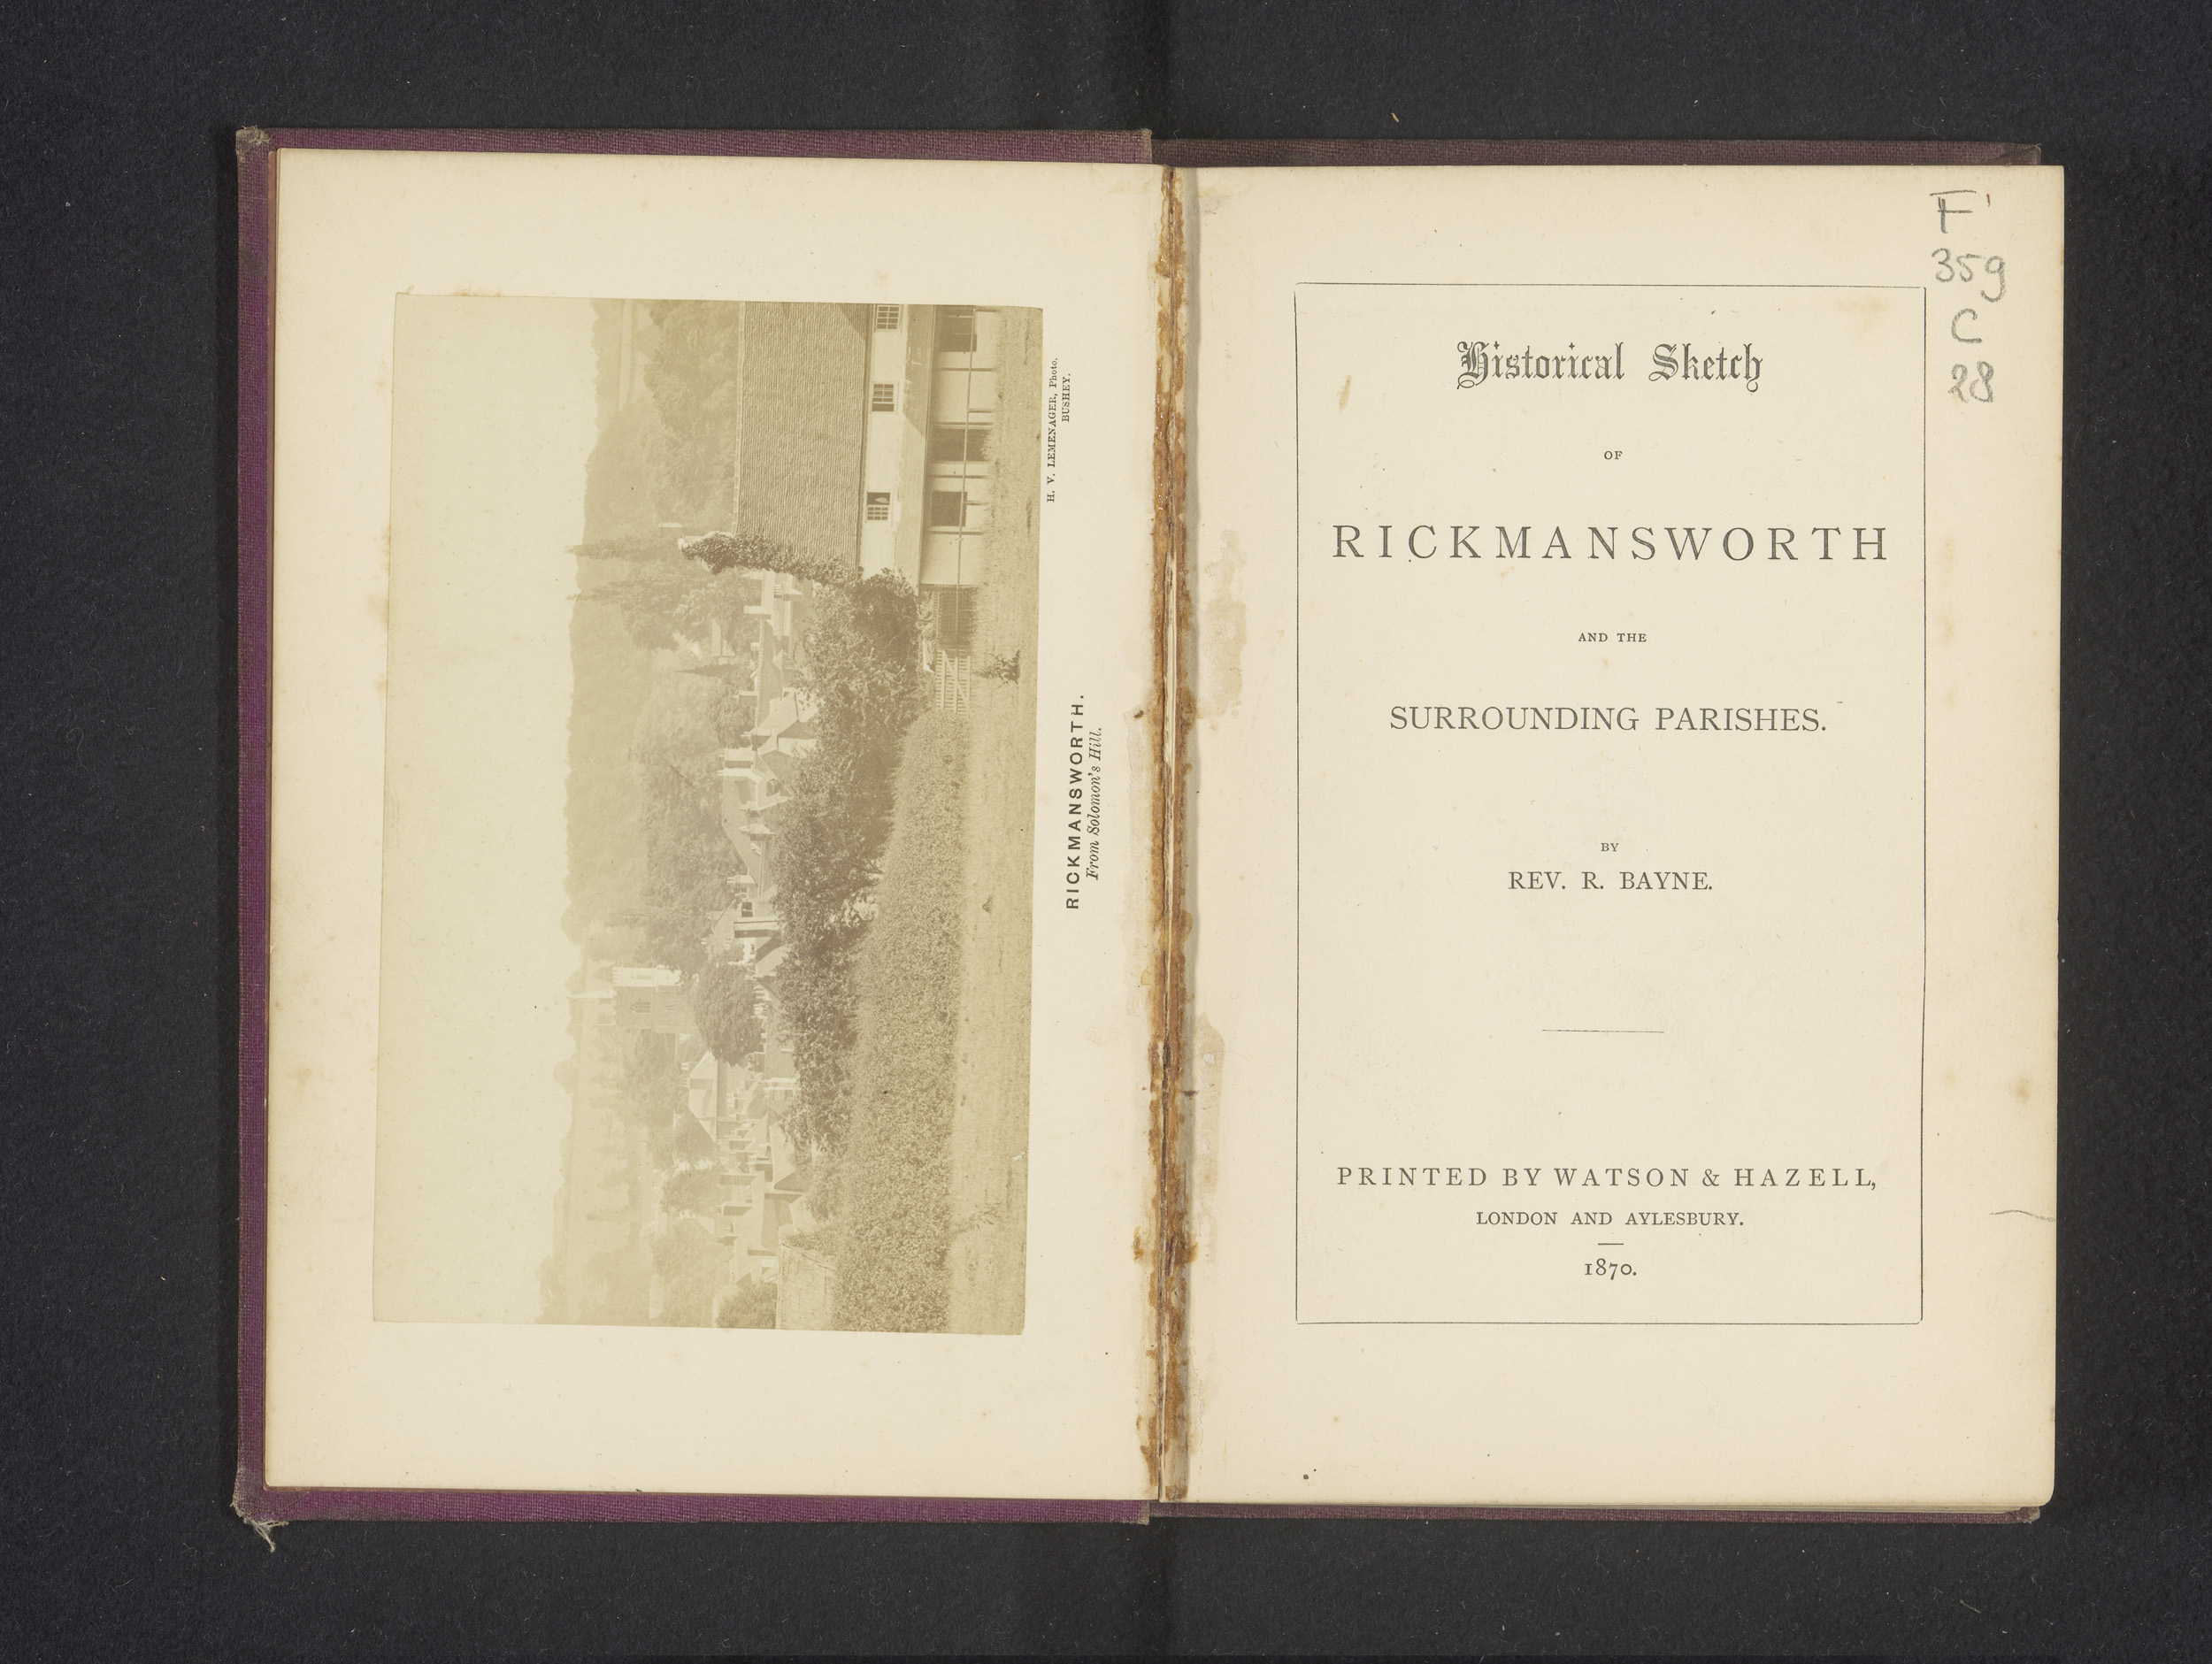 H. V. LEMENAGER, Photo.
BUSHEY.
RICKMANSWORTH.
From Solomon's Hill.
F
359
C
28
Historical Sketch
OF
RICKMANSWORTH
AND THE
SURROUNDING PARISHES.
BY
REV. R. BAYNE.
PRINTED BY WATSON & HAZELL,
LONDON AND AYLESBURY.
1870.